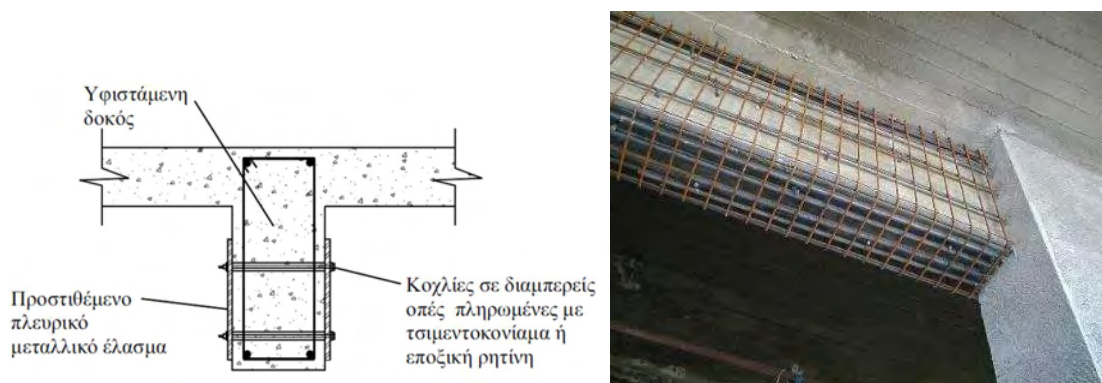 Υφιστάμενη
δοκός
Προστιθέμενο
πλευρικό
μεταλλικό έλασμα
Κοχλίες σε διαμπερείς
οπές πληρωμένες με
τσιμεντοκονίαμα ή
εποξική ρητίνη